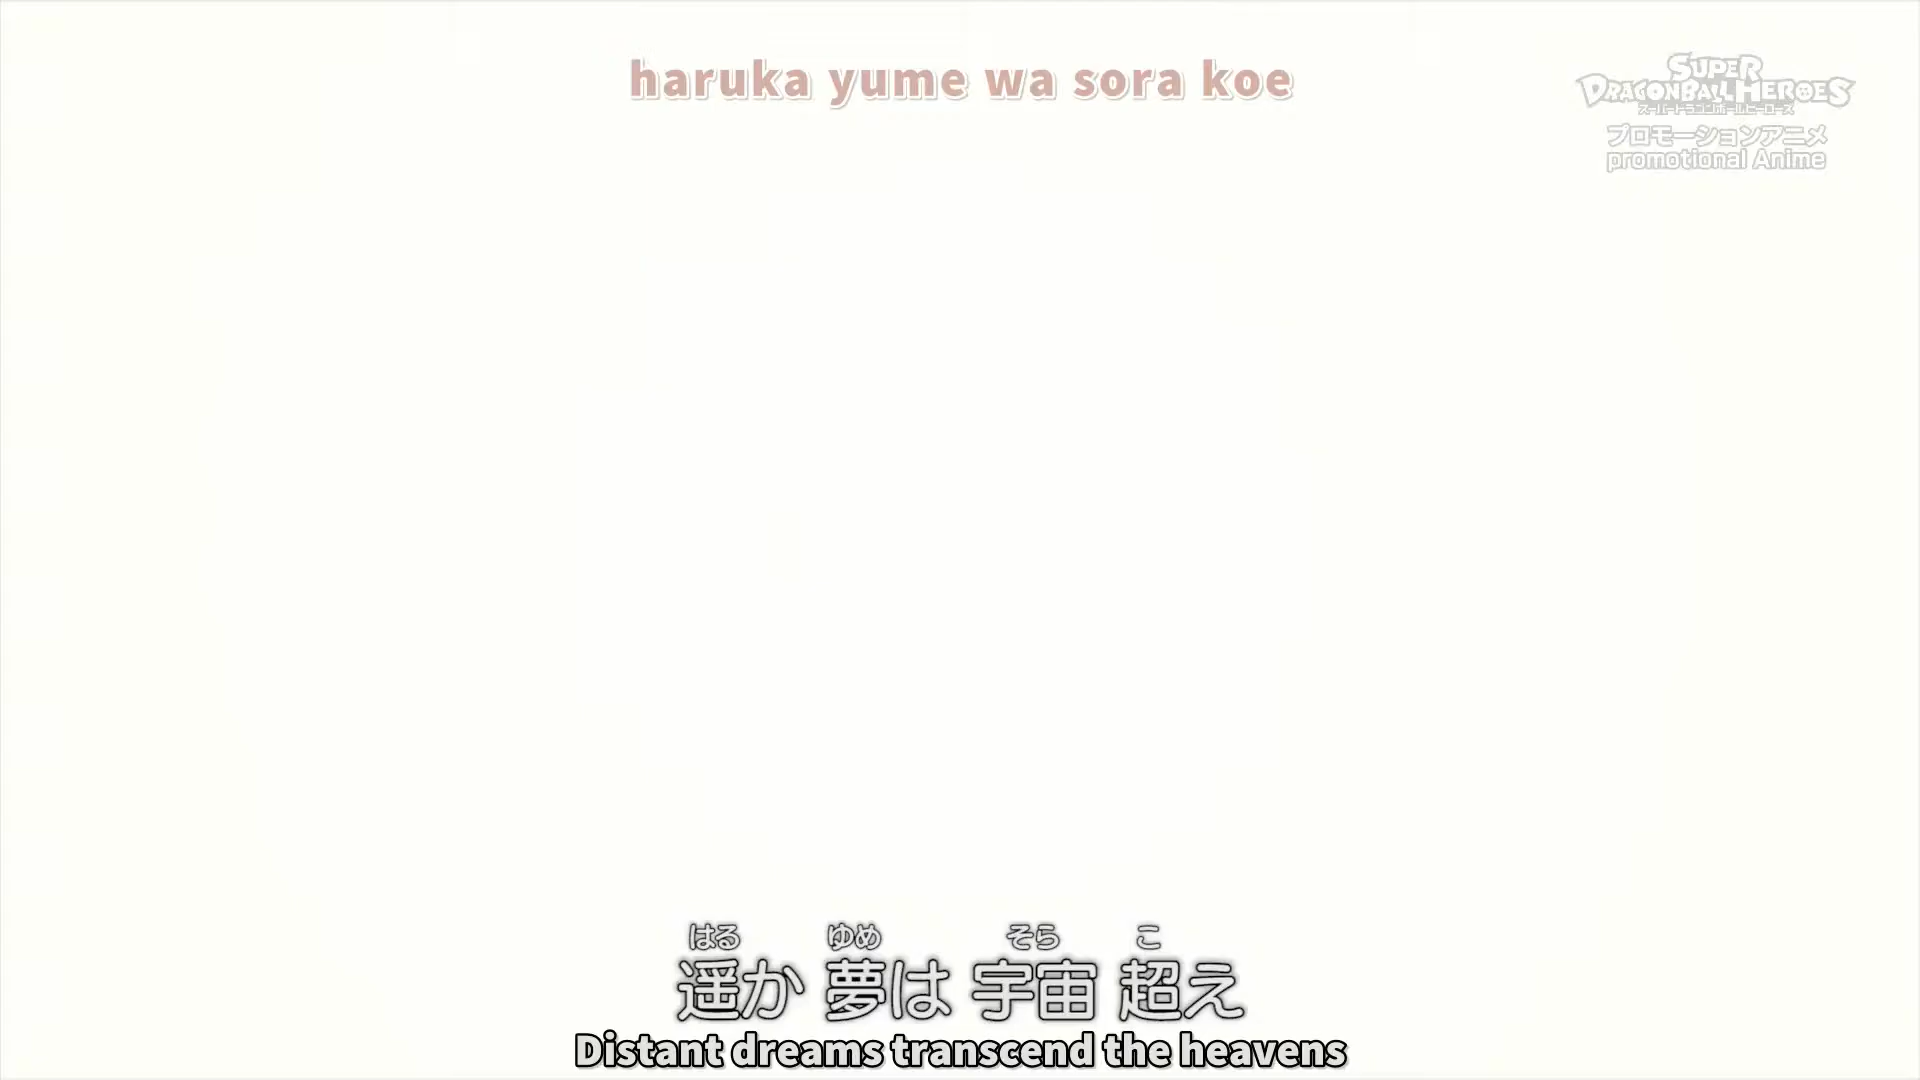 haruka yume wa sora koe
SUPER
DRAGONBALL HEROES
スーパードラゴンボールヒーローズ
プロモーションアニメ
promotional Anime
はる ゆめ そら こ
遥か 夢は 宇宙 超え
Distant dreams transcend the heavens